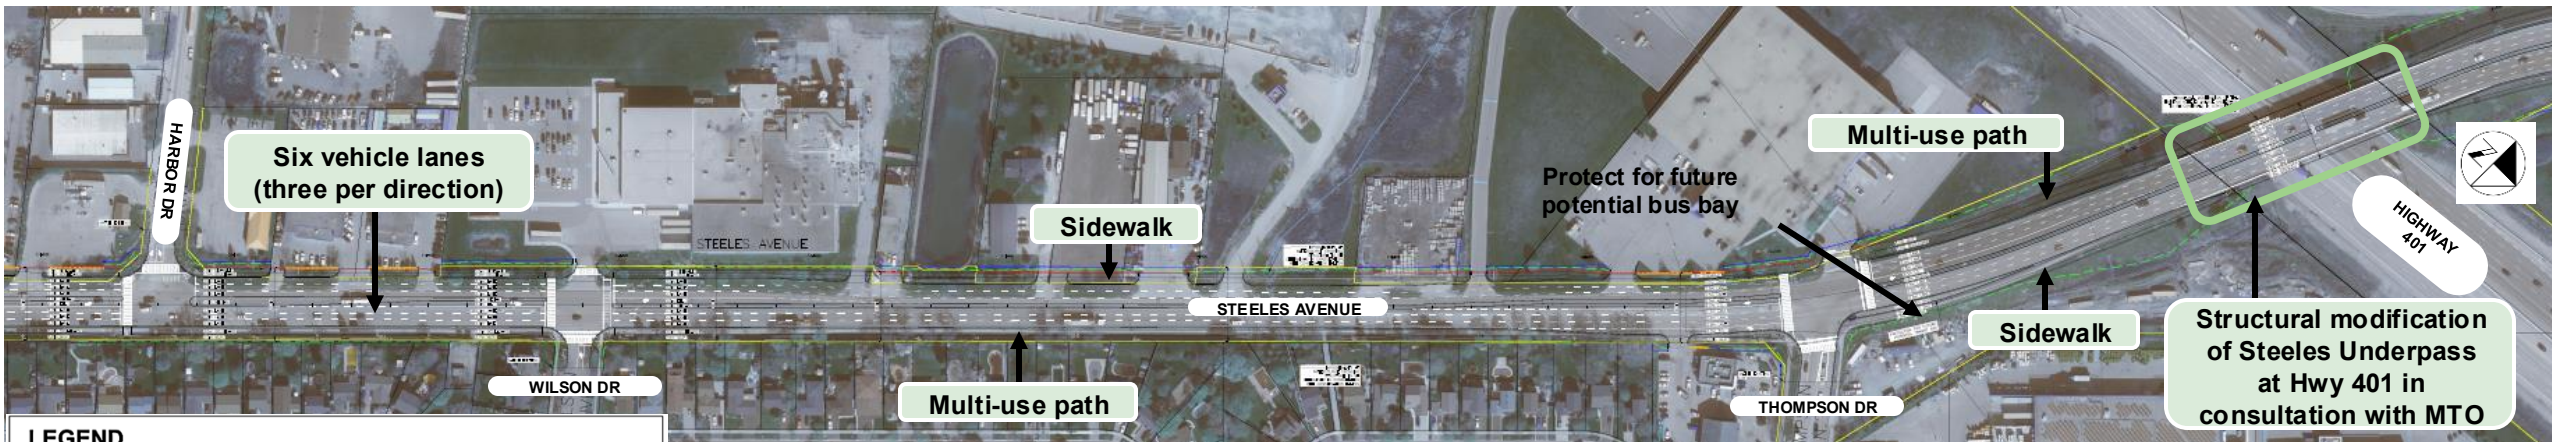 HARBOR DR
Six vehicle lanes
(three per direction)
STEELES AVENUE
Sidewalk
Protect for future
potential bus bay
Multi-use path
HIGHWAY
401
STEELES AVENUE
Sidewalk
Structural modification
of Steeles Underpass
at Hwy 401 in
consultation with MTO
WILSON DR
Multi-use path
THOMPSON DR
LEGEND